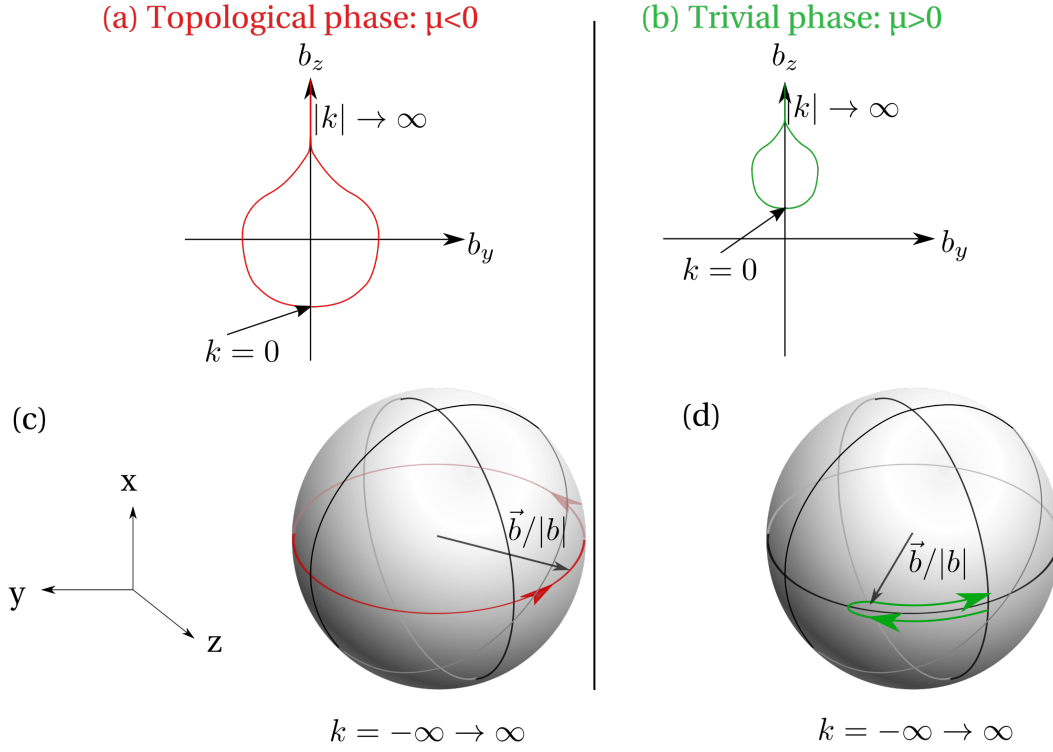 (a) Topological phase: μ<0
(b) Trivial phase: μ>0
b_z
|k| → ∞
b_y
k = 0
b_z
|k| → ∞
b_y
k = 0
(c)
x
y
z
b⃗/|b|
k = −∞ → ∞
(d)
b⃗/|b|
k = −∞ → ∞